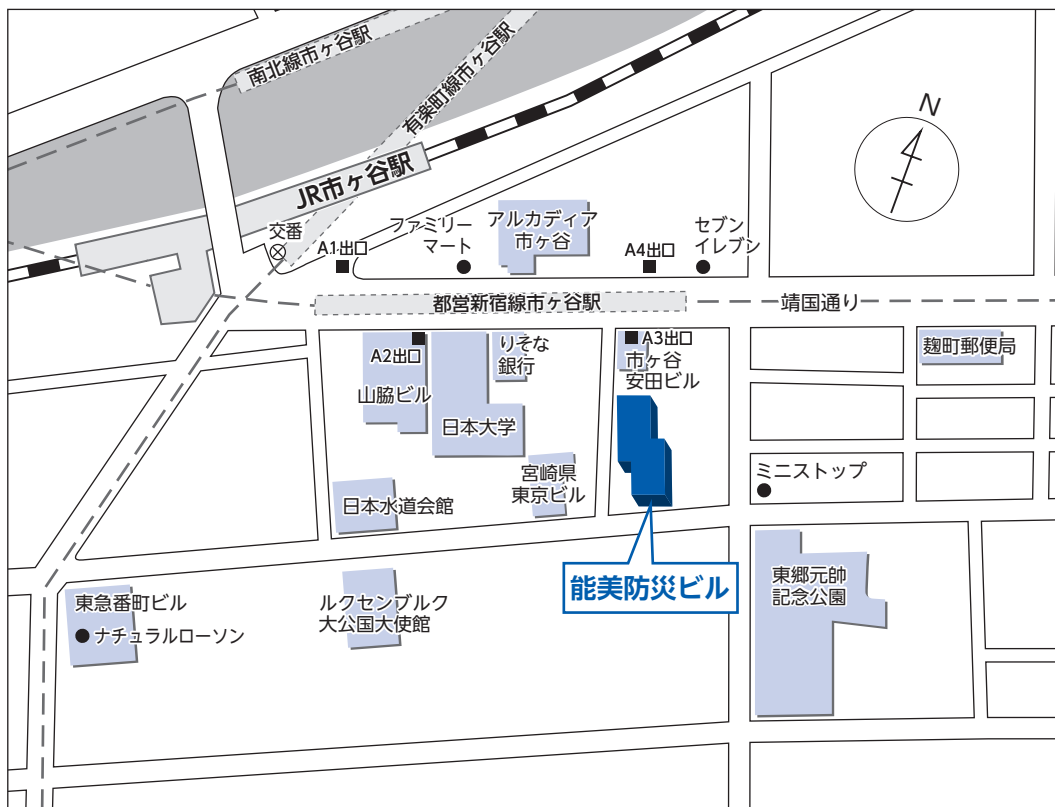 南北線市ヶ谷駅
有楽町線市ヶ谷駅
N
JR市ヶ谷駅
交番
A1出口
ファミリー
マート
アルカディア
市ヶ谷
A4出口
セブン
イレブン
都営新宿線市ヶ谷駅
靖国通り
A2出口
山脇ビル
りそな
銀行
日本大学
A3出口
市ヶ谷
安田ビル
麹町郵便局
日本水道会館
宮崎県
東京ビル
ミニストップ
能美防災ビル
東急番町ビル
ナチュラルローソン
ルクセンブルク
大公国大使館
東郷元帥
記念公園